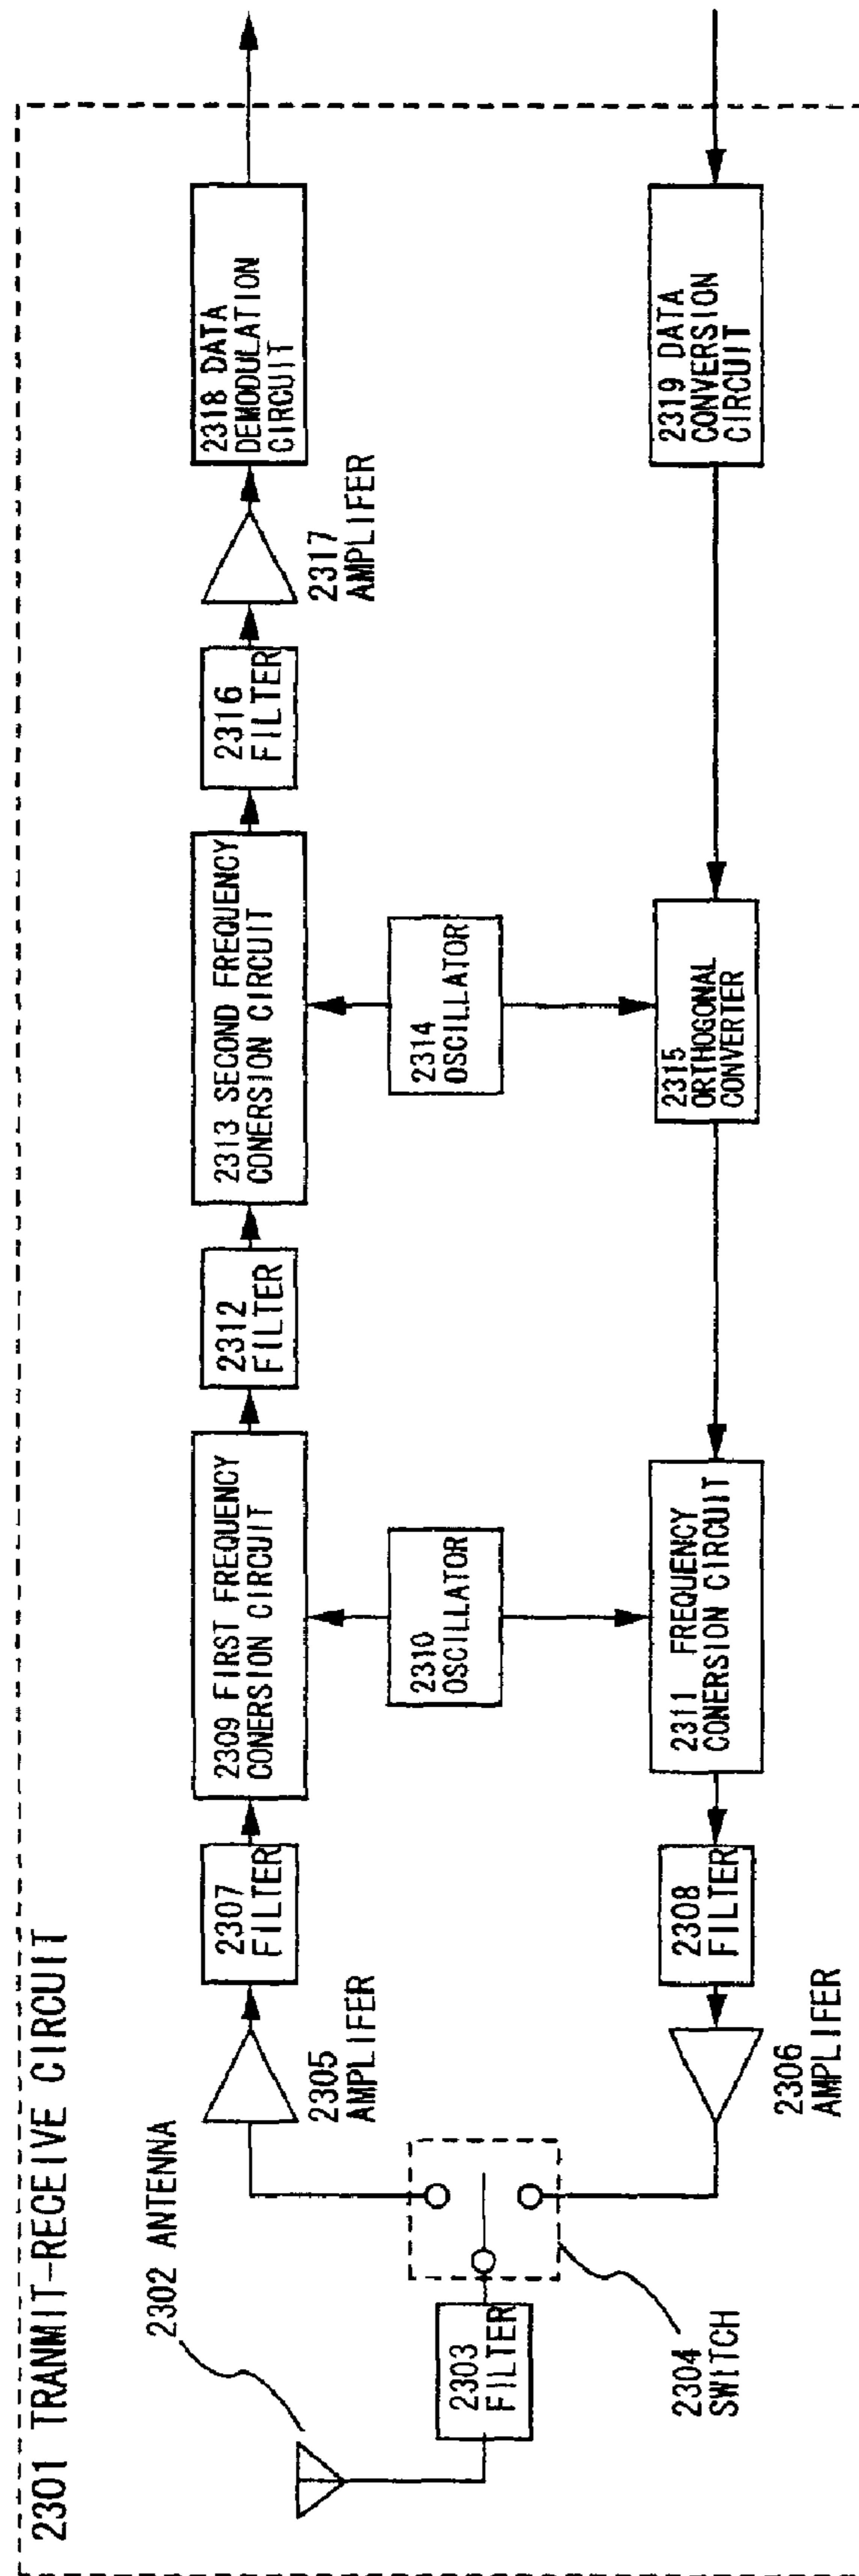 2301 TRANMIT-RECEIVE CIRCUIT
2302 ANTENNA
2303
FILTER
2304
SWITCH
2305
AMPLIFER
2307
FILTER
2309 FIRST FREQUENCY
CONERSION CIRCUIT
2312
FILTER
2313 SECOND FREQUENCY
CONERSION CIRCUIT
2316
FILTER
2317
AMPLIFER
2318 DATA
DEMODULATION
CIRCUIT
2310
OSCILLATOR
2314
OSCILLATOR
2306
AMPLIFER
2308
FILTER
2311 FREQUENCY
CONERSION CIRCUIT
2315
ORTHOGONAL
CONVERTER
2319 DATA
CONVERSION
CIRCUIT